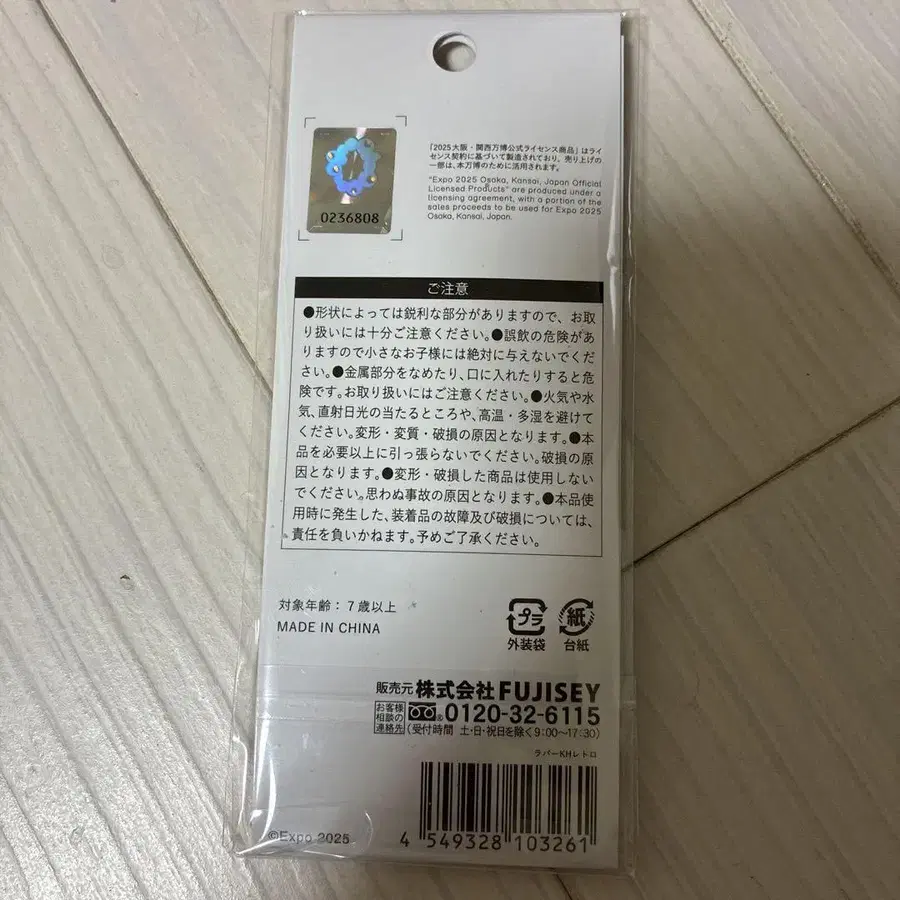 0236808
「2025大阪・関西万博公式ライセンス商品」はライ
センス契約に基づいて製造されており、売り上げの
一部は、本万博のために活用されます。
"Expo 2025 Osaka, Kansai, Japan Official
Licensed Products" are produced under a
licensing agreement, with a portion of the
sales proceeds to be used for Expo 2025
Osaka, Kansai, Japan.
ご注意
●形状によっては鋭利な部分がありますので、お取
り扱いには十分ご注意ください。●誤飲の危険があ
りますので小さなお子様には絶対に与えないでくだ
さい。●金属部分をなめたり、口に入れたりすると危
険です。お取り扱いにはご注意ください。●火気や水
気、直射日光の当たるところや、高温・多湿を避けて
ください。変形・変質・破損の原因となります。●本
品を必要以上に引っ張らないでください。破損の原
因となります。●変形・破損した商品は使用しない
でください。思わぬ事故の原因となります。●本品使
用時に発生した、装着品の故障及び破損については、
責任を負いかねます。予めご了承ください。
対象年齢：7歳以上
MADE IN CHINA
プラ
外装袋
紙
台紙
販売元 株式会社FUJISEY
お客様
相談の
連絡先
0120-32-6115
(受付時間 土・日・祝日を除く9:00〜17:30)
ラバーKHレトロ
©Expo 2025
4 549328 103261